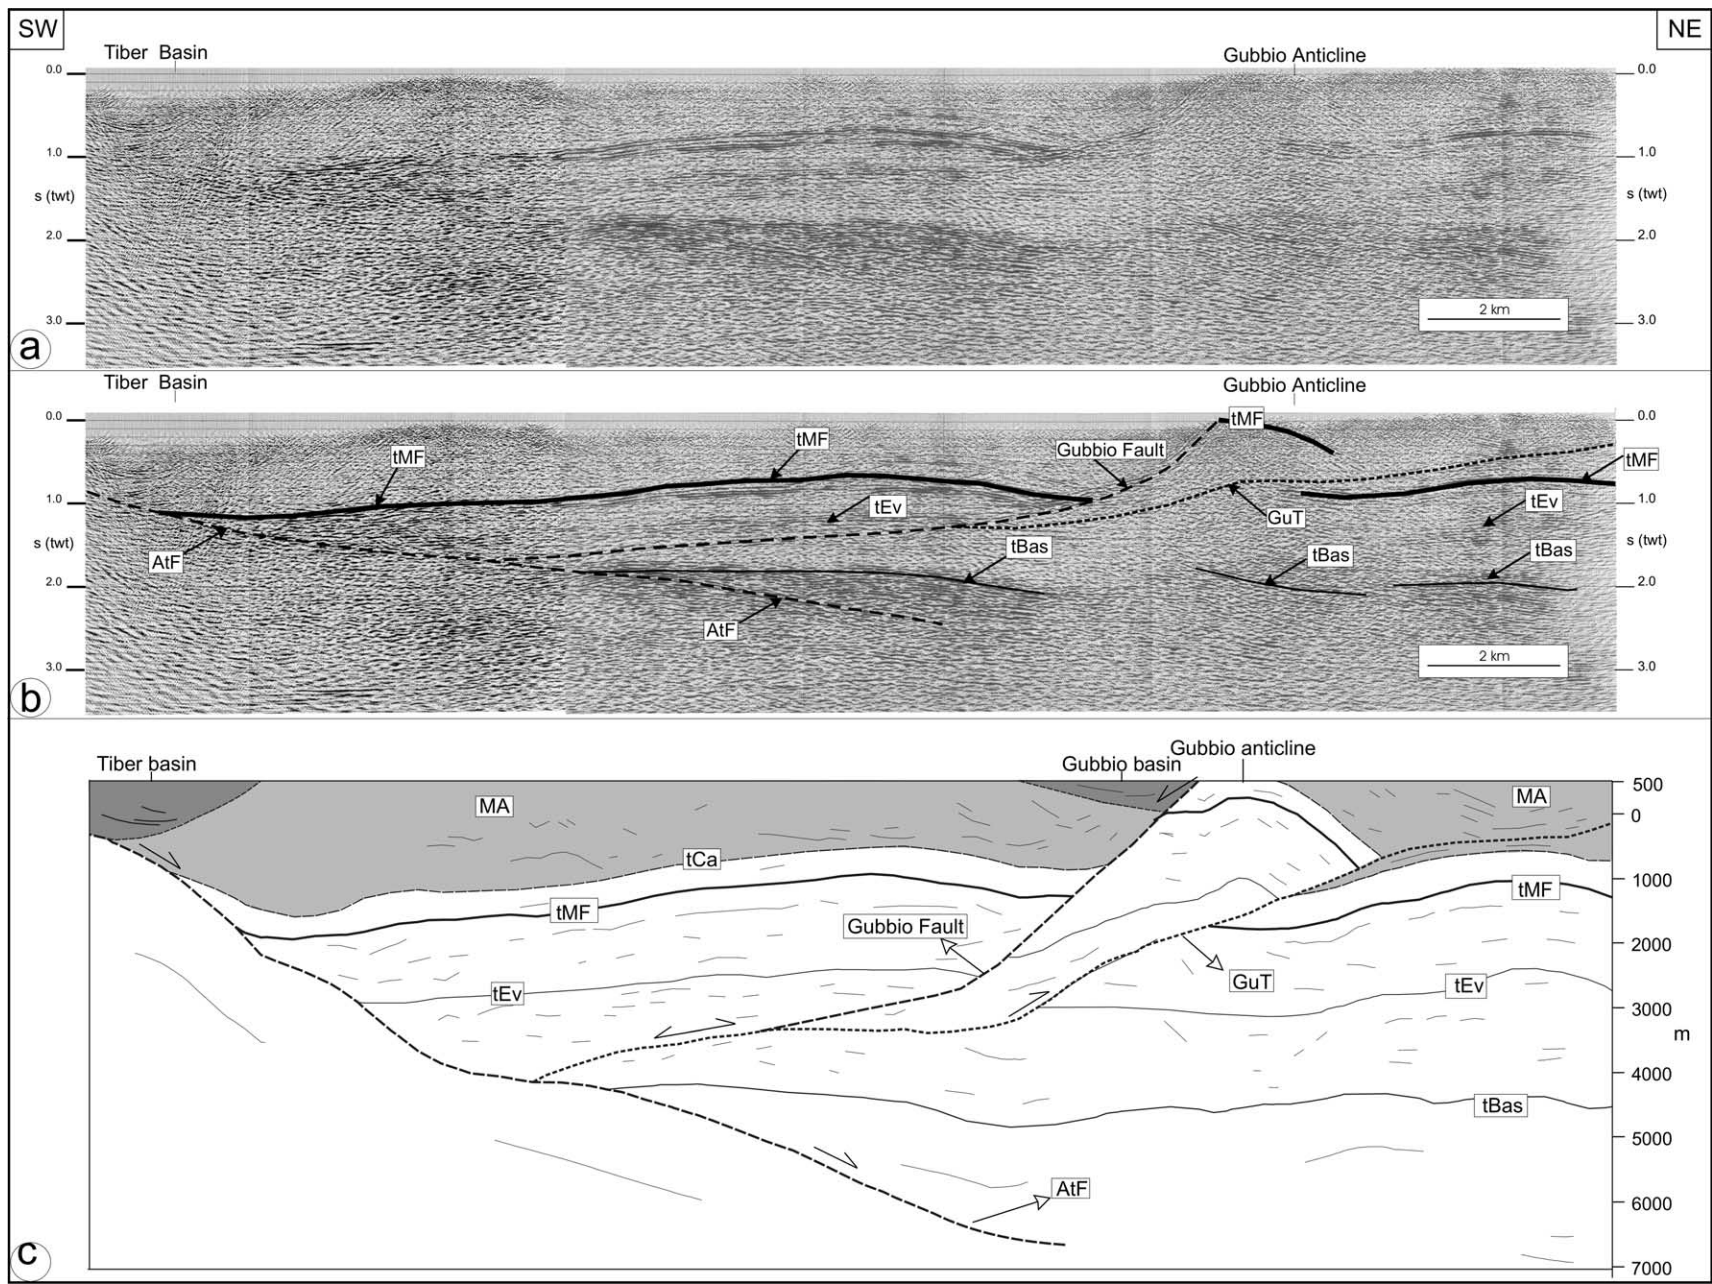 SW
NE
Tiber Basin
Gubbio Anticline
0.0
0.0
1.0
1.0
s (twt)
s (twt)
2.0
2.0
2 km
3.0
3.0
a
Tiber Basin
Gubbio Anticline
0.0
0.0
tMF
tMF
Gubbio Fault
tMF
tMF
1.0
1.0
tEv
tEv
GuT
s (twt)
s (twt)
AtF
tBas
tBas
tBas
2.0
2.0
AtF
2 km
3.0
3.0
b
Tiber basin
Gubbio basin
Gubbio anticline
500
MA
MA
0
tCa
1000
tMF
tMF
Gubbio Fault
2000
GuT
tEv
tEv
3000
m
4000
tBas
5000
AtF
6000
c
7000